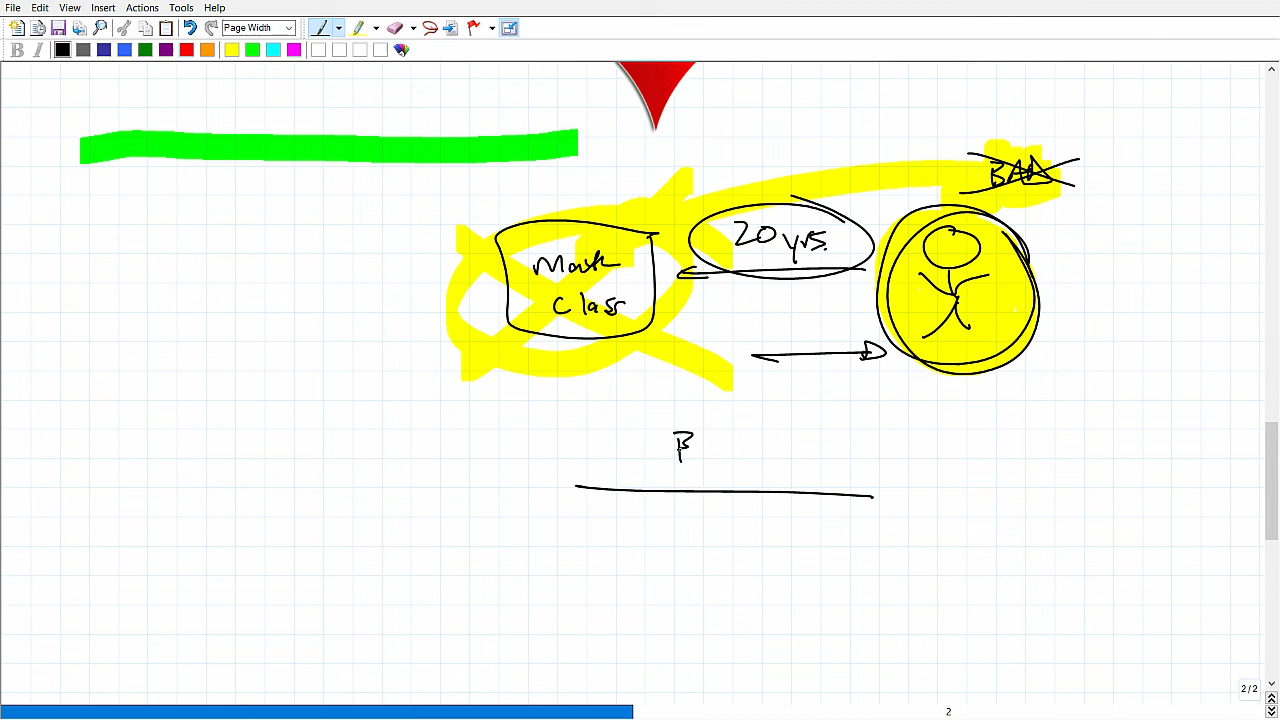 File Edit View Insert Actions Tools Help
Page Width
B I
BAD
20 yrs.
Math
Class
B
2/2
2